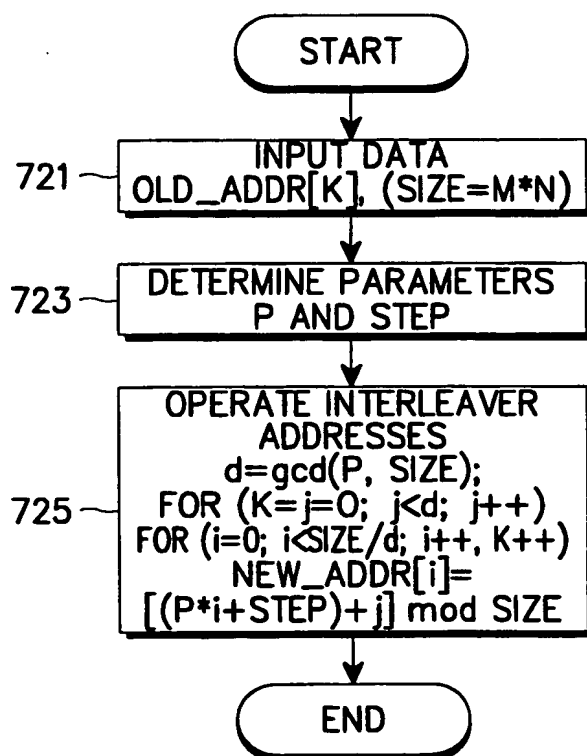 START
721
INPUT DATA
OLD_ADDR[K], (SIZE=M*N)
723
DETERMINE PARAMETERS
P AND STEP
725
OPERATE INTERLEAVER
ADDRESSES
d=gcd(P, SIZE);
FOR (K=j=0; j<d; j++)
FOR (i=0; i<SIZE/d; i++, K++)
NEW_ADDR[i]=
[(P*i+STEP)+j] mod SIZE
END